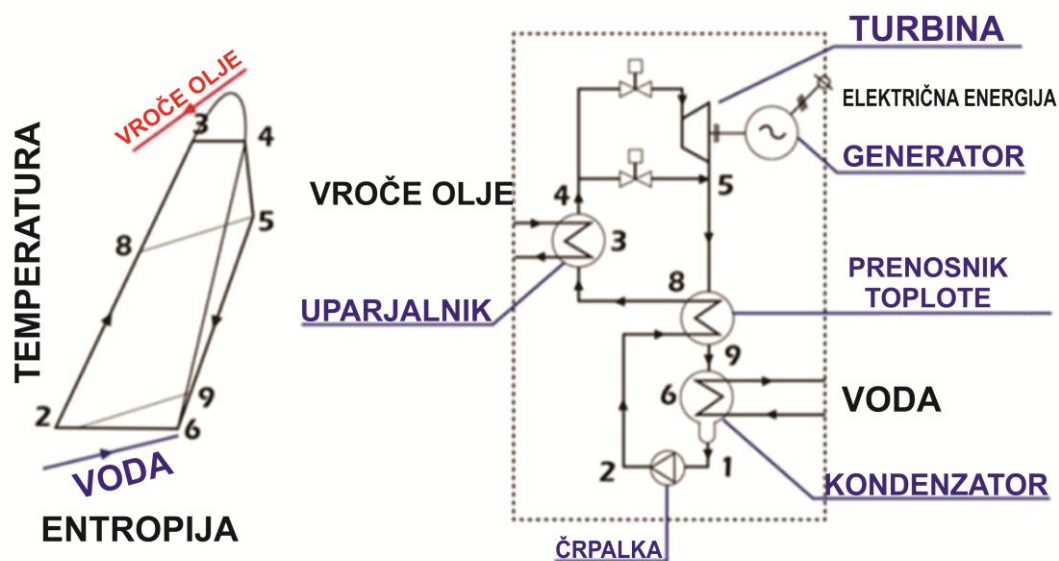 TEMPERATURA
VROČE OLJE
3
4
8
5
2
9
6
VODA
ENTROPIJA
TURBINA
ELEKTRIČNA ENERGIJA
GENERATOR
VROČE OLJE
4
5
3
UPARJALNIK
8
PRENOSNIK
TOPLOTE
9
6
VODA
2
1
KONDENZATOR
ČRPALKA